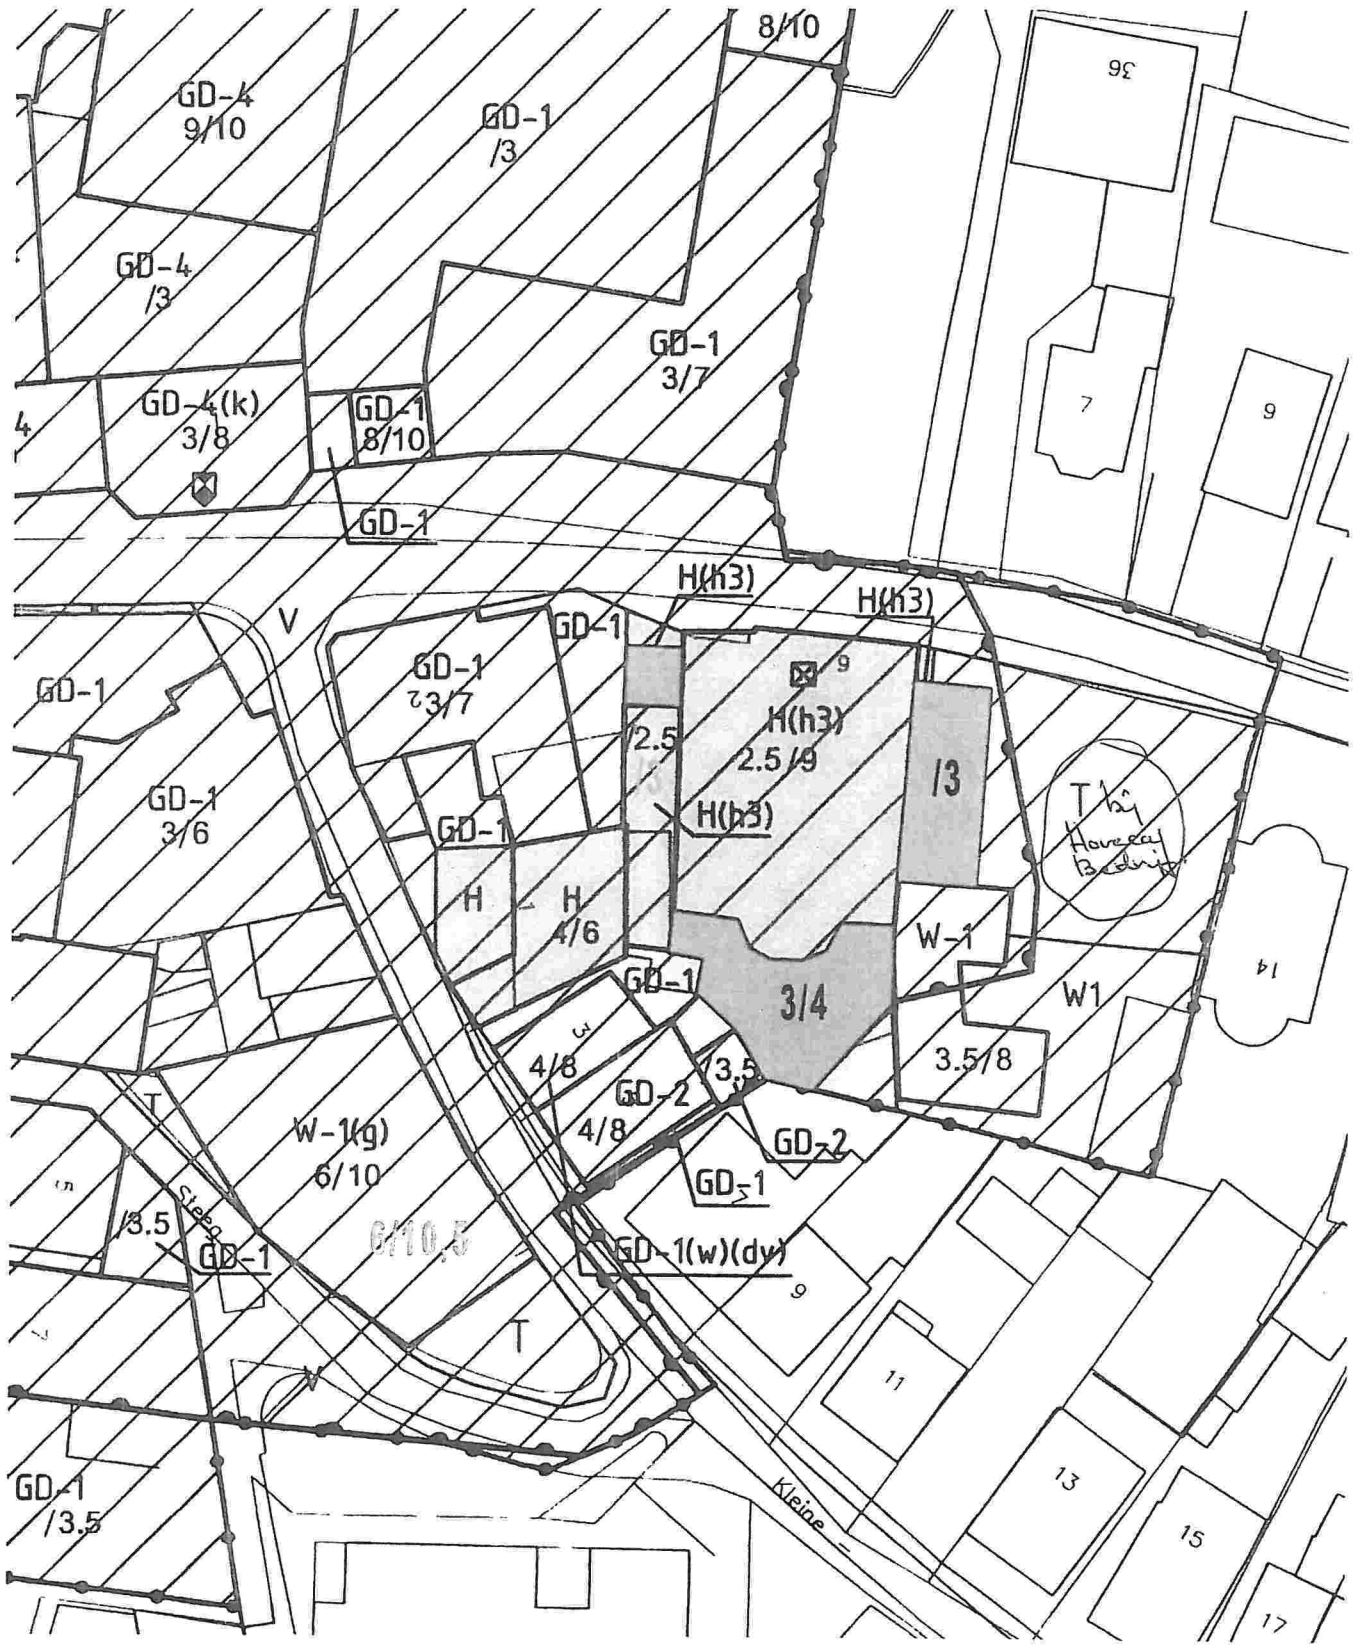 8/10
36
GD-4
9/10
GD-1
/3
GD-4
/3
GD-1
3/7
7
9
GD-4(k)
3/8
4
GD-1
8/10
GD-1
H(h3)
H(h3)
V
GD-1
GD-1
3/7
GD-1
9
H(h3)
2.5/9
/2.5
/3
/3
T bij
GD-1
3/6
H(h3)
GD-1
H
H
4/6
W-1
GD-1
3/4
W1
14
3.5/8
3
4/8
/3.5
GD-2
4/8
T
W-1(g)
6/10
GD-2
GD-1
5
Steeg
/3.5
GD-1
6/10,5
GD-1(w)(dv)
9
7
T
11
V
13
GD-1
/3.5
Kleine
15
17